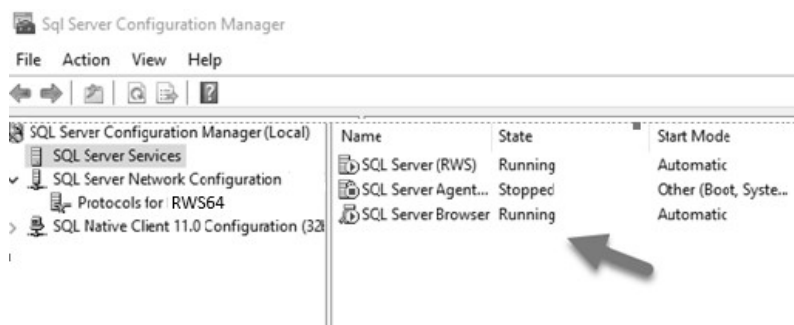 Sql Server Configuration Manager
File Action View Help
SQL Server Configuration Manager (Local)
SQL Server Services
SQL Server Network Configuration
Protocols for RWS64
SQL Native Client 11.0 Configuration (32
Name State Start Mode
SQL Server (RWS) Running Automatic
SQL Server Agent... Stopped Other (Boot, Syste...
SQL Server Browser Running Automatic